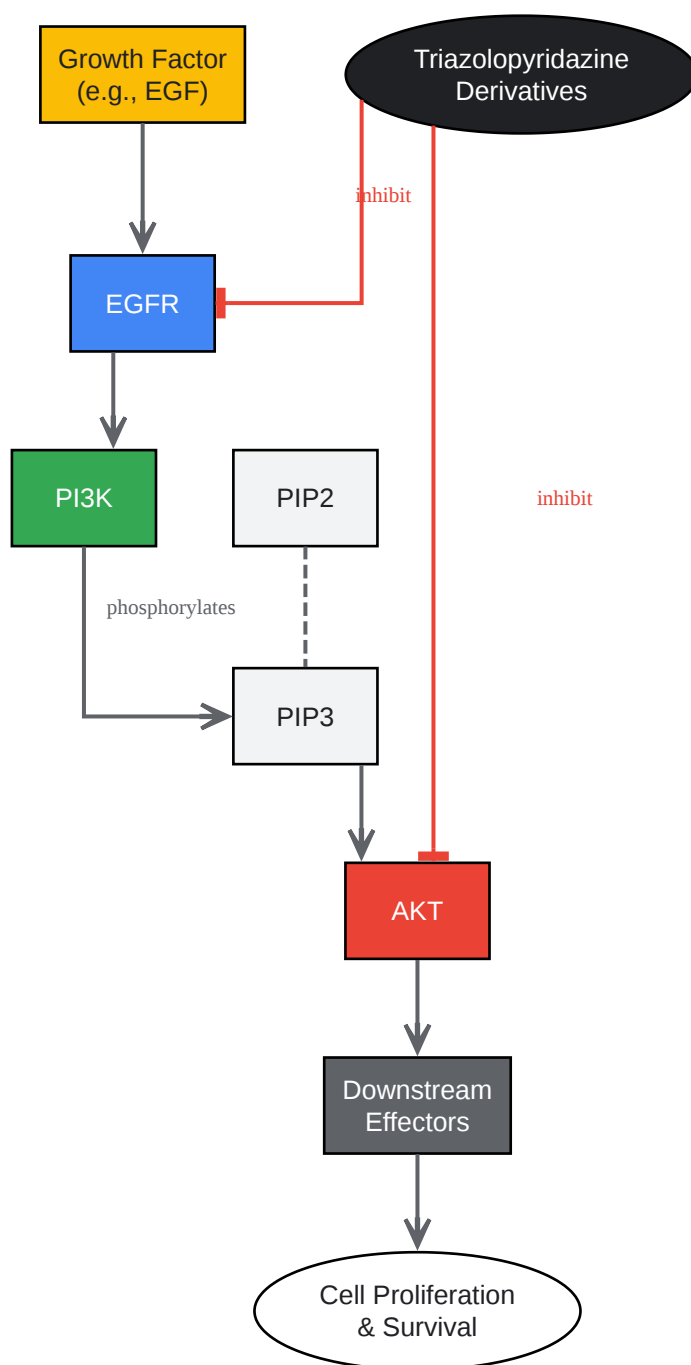 Growth Factor
(e.g., EGF)
Triazolopyridazine
Derivatives
inhibit
EGFR
PI3K
PIP2
inhibit
phosphorylates
PIP3
AKT
Downstream
Effectors
Cell Proliferation
& Survival